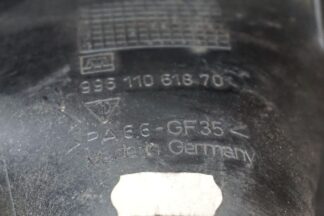 996 110 618 70
>PA 6.6-GF35<
Made in Germany